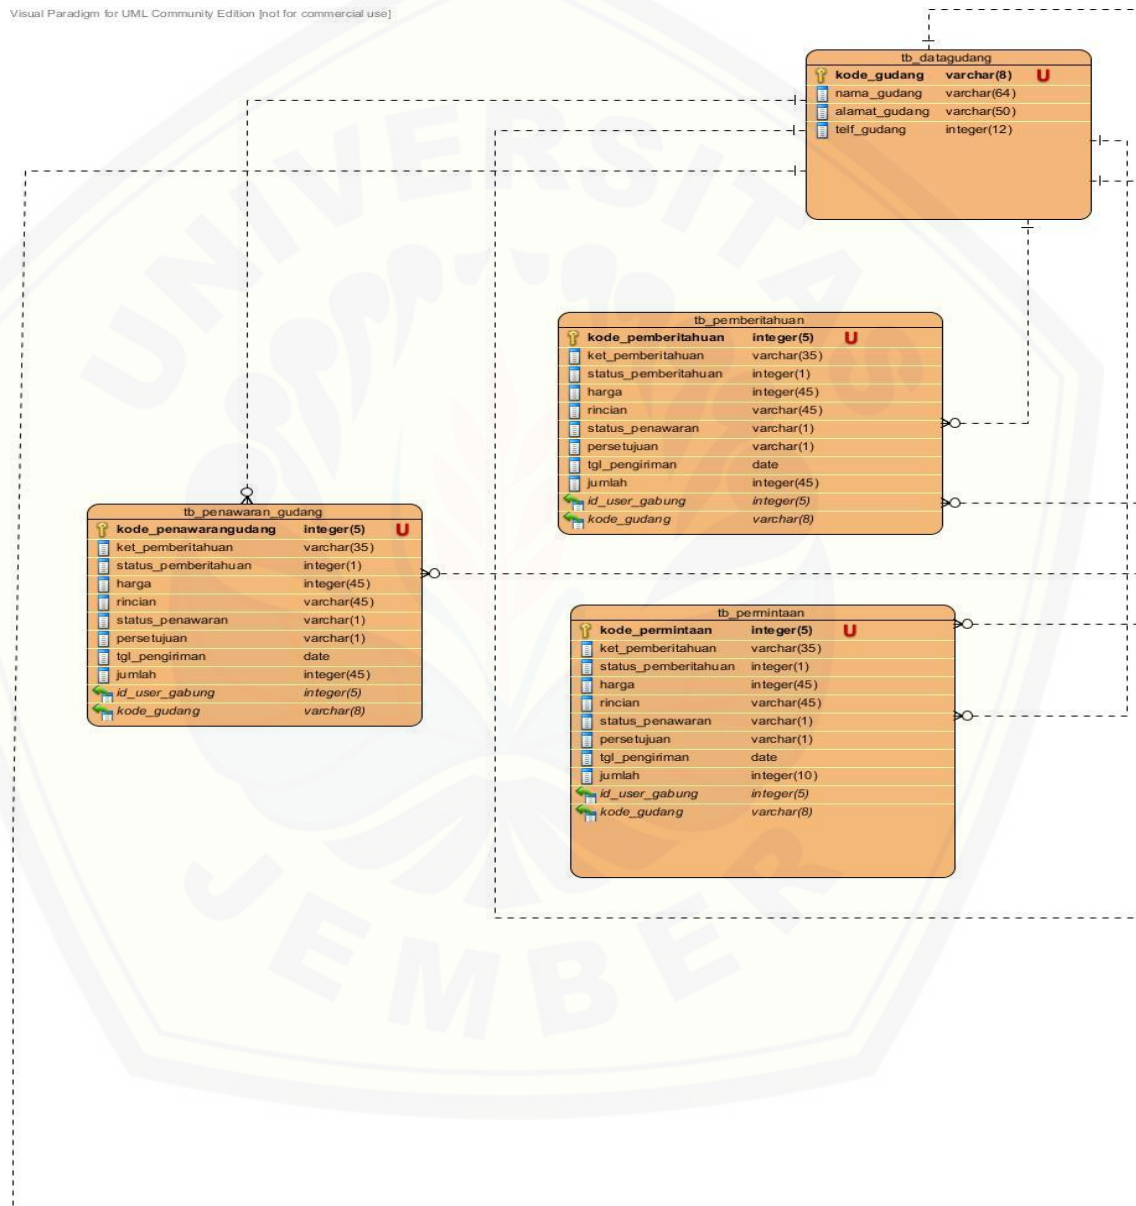 Visual Paradigm for UML Community Edition [not for commercial use]
tb_datagudang
kode_gudang varchar(8) U
nama_gudang varchar(64)
alamat_gudang varchar(50)
telf_gudang integer(12)
tb_pemberitahuan
kode_pemberitahuan integer(5) U
ket_pemberitahuan varchar(35)
status_pemberitahuan integer(1)
harga integer(45)
rincian varchar(45)
status_penawaran varchar(1)
persetujuan varchar(1)
tgl_pengiriman date
jumlah integer(45)
id_user_gabung integer(5)
kode_gudang varchar(8)
tb_penawaran_gudang
kode_penawarangudang integer(5) U
ket_pemberitahuan varchar(35)
status_pemberitahuan integer(1)
harga integer(45)
rincian varchar(45)
status_penawaran varchar(1)
persetujuan varchar(1)
tgl_pengiriman date
jumlah integer(45)
id_user_gabung integer(5)
kode_gudang varchar(8)
tb_permintaan
kode_permintaan integer(5) U
ket_pemberitahuan varchar(35)
status_pemberitahuan integer(1)
harga integer(45)
rincian varchar(45)
status_penawaran varchar(1)
persetujuan varchar(1)
tgl_pengiriman date
jumlah integer(10)
id_user_gabung integer(5)
kode_gudang varchar(8)
UNIVERSITAS
JEMBER